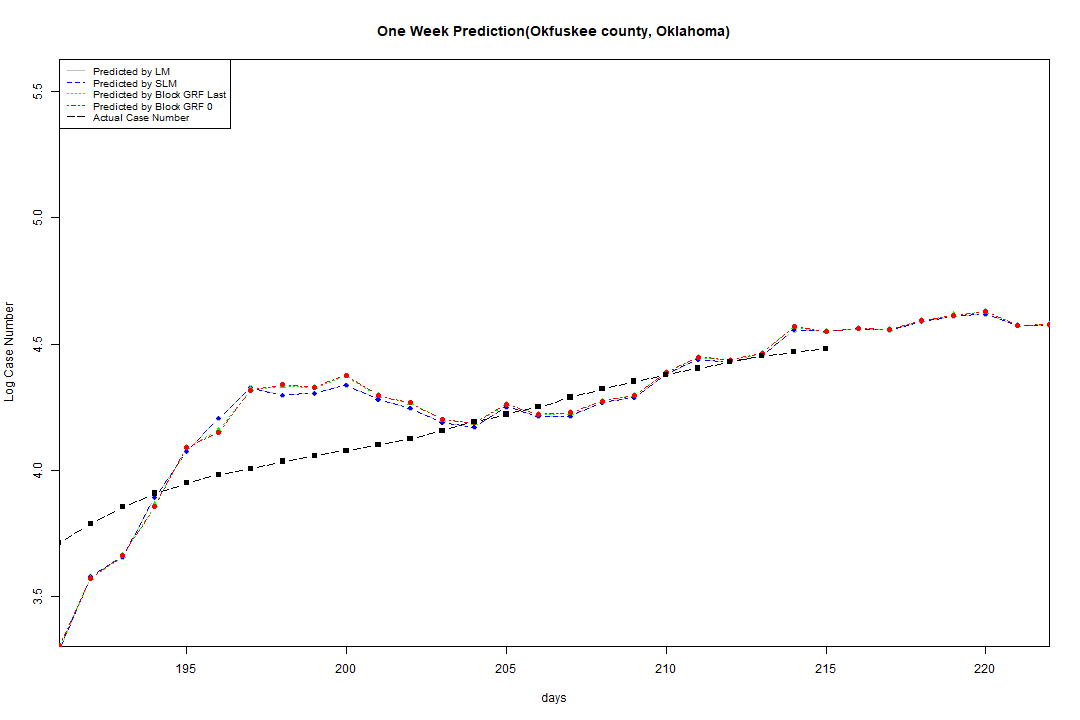 One Week Prediction(Okfuskee county, Oklahoma)
Predicted by LM
Predicted by SLM
Predicted by Block GRF Last
Predicted by Block GRF 0
Actual Case Number
5.5
5.0
4.5
4.0
3.5
Log Case Number
195 200 205 210 215 220
days